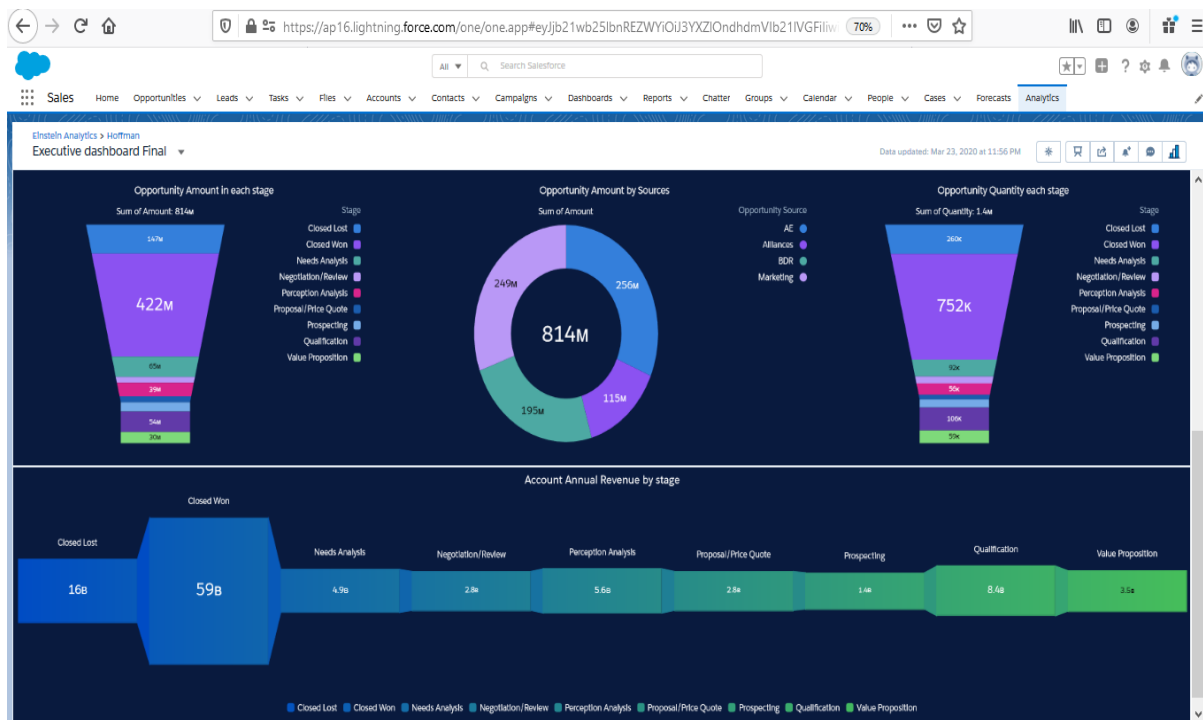 https://ap16.lightning.force.com/one/one.app#eyJjb21wb25lbnREZWYiOiJ3YXZlOndhdmVIb21lIVGFiIiwi
70%
All
Search Salesforce
Sales Home Opportunities Leads Tasks Files Accounts Contacts Campaigns Dashboards Reports Chatter Groups Calendar People Cases Forecasts Analytics
Einstein Analytics > Hoffman
Executive dashboard Final
Data updated: Mar 23, 2020 at 11:56 PM
Opportunity Amount in each stage
Sum of Amount: 814M
Stage
Closed Lost
Closed Won
Needs Analysis
Negotiation/Review
Perception Analysis
Proposal/Price Quote
Prospecting
Qualification
Value Proposition
147M
422M
65M
39M
54M
30M
Opportunity Amount by Sources
Sum of Amount
Opportunity Source
AE
Alliances
BDR
Marketing
249M
256M
814M
115M
195M
Opportunity Quantity each stage
Sum of Quantity: 1.4M
Stage
Closed Lost
Closed Won
Needs Analysis
Negotiation/Review
Perception Analysis
Proposal/Price Quote
Prospecting
Qualification
Value Proposition
260K
752K
92K
56K
106K
59K
Account Annual Revenue by stage
Closed Lost
Closed Won
Needs Analysis
Negotiation/Review
Perception Analysis
Proposal/Price Quote
Prospecting
Qualification
Value Proposition
16B
59B
4.9B
2.8B
5.6B
2.8B
1.4B
8.4B
3.5B
Closed Lost Closed Won Needs Analysis Negotiation/Review Perception Analysis Proposal/Price Quote Prospecting Qualification Value Proposition